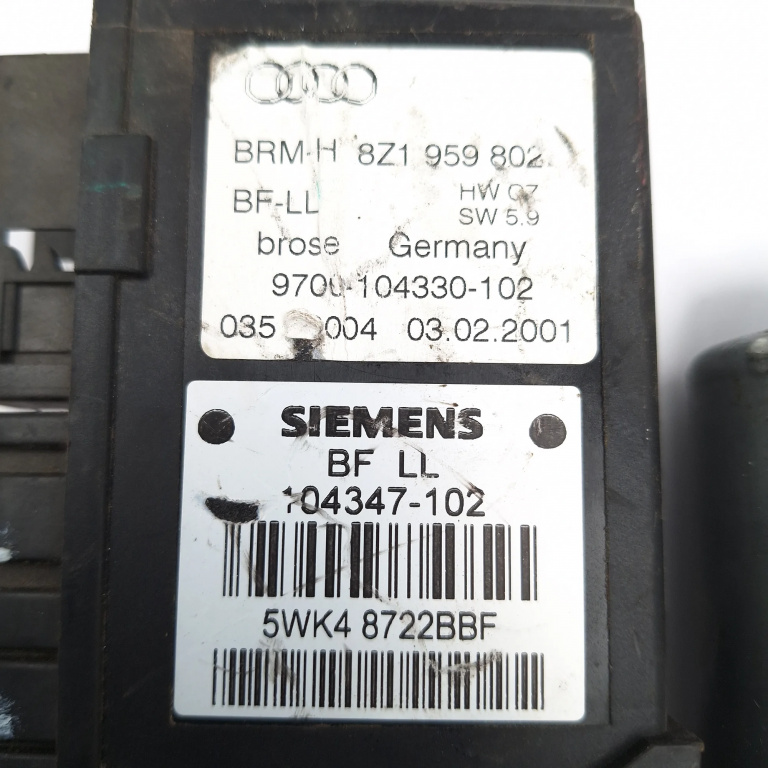 BRM-H 8Z1 959 802
BF-LL HW 07
SW 5.9
brose Germany
9700-104330-102
035 004 03.02.2001
SIEMENS
BF LL
104347-102
5WK4 8722BBF